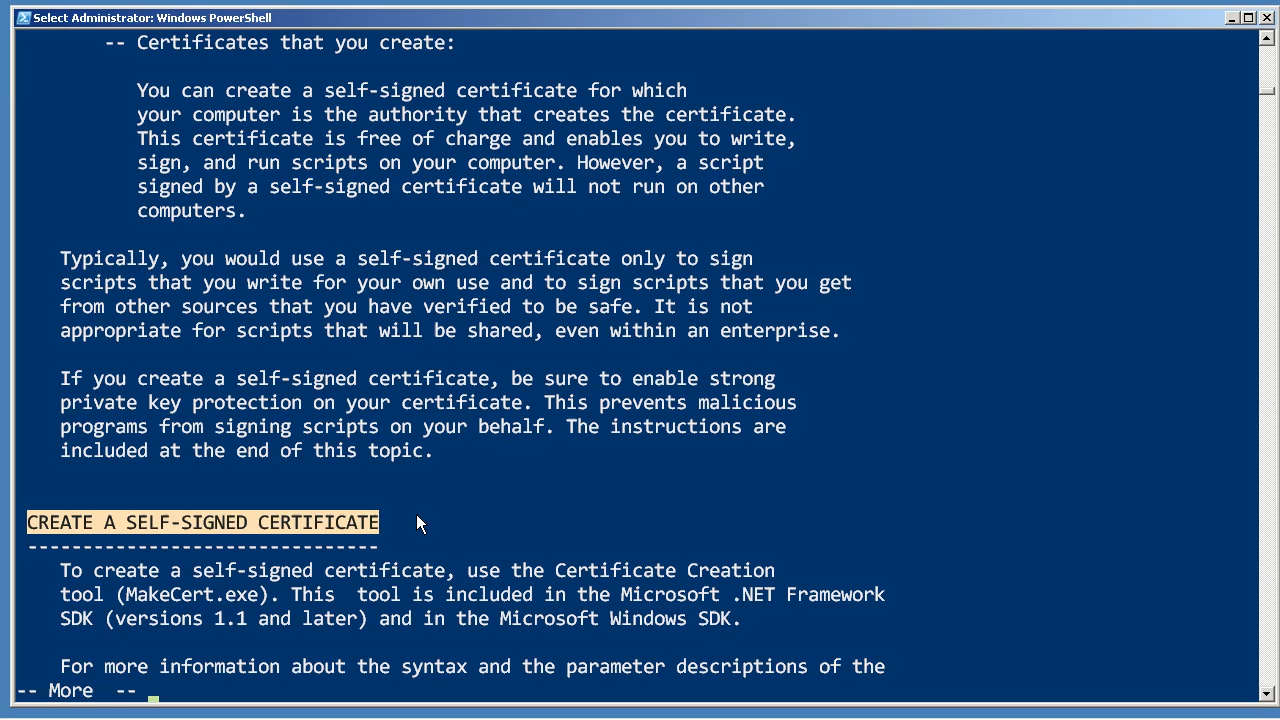 Select Administrator: Windows PowerShell
-- Certificates that you create:
You can create a self-signed certificate for which
your computer is the authority that creates the certificate.
This certificate is free of charge and enables you to write,
sign, and run scripts on your computer. However, a script
signed by a self-signed certificate will not run on other
computers.
Typically, you would use a self-signed certificate only to sign
scripts that you write for your own use and to sign scripts that you get
from other sources that you have verified to be safe. It is not
appropriate for scripts that will be shared, even within an enterprise.
If you create a self-signed certificate, be sure to enable strong
private key protection on your certificate. This prevents malicious
programs from signing scripts on your behalf. The instructions are
included at the end of this topic.
CREATE A SELF-SIGNED CERTIFICATE
--------------------------------
To create a self-signed certificate, use the Certificate Creation
tool (MakeCert.exe). This  tool is included in the Microsoft .NET Framework
SDK (versions 1.1 and later) and in the Microsoft Windows SDK.
For more information about the syntax and the parameter descriptions of the
-- More  --